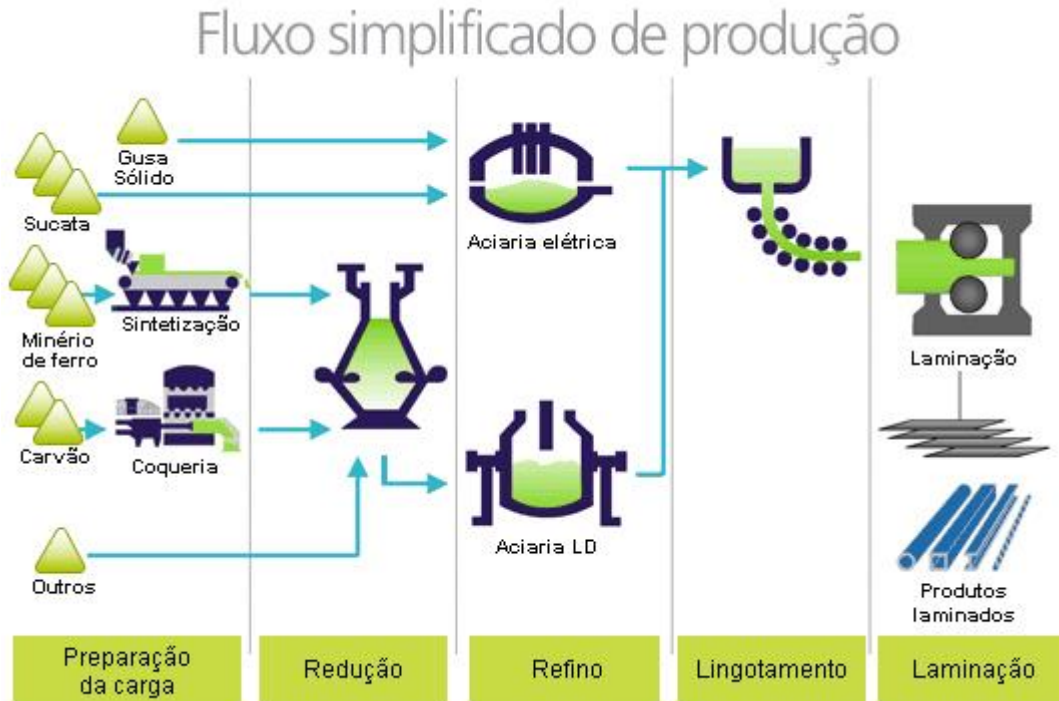 Fluxo simplificado de produção
Gusa
Sólido
Sucata
Aciaria elétrica
Sintetização
Minério
de ferro
Laminação
Carvão
Coqueria
Aciaria LD
Outros
Produtos
laminados
Preparação
da carga
Redução
Refino
Lingotamento
Laminação